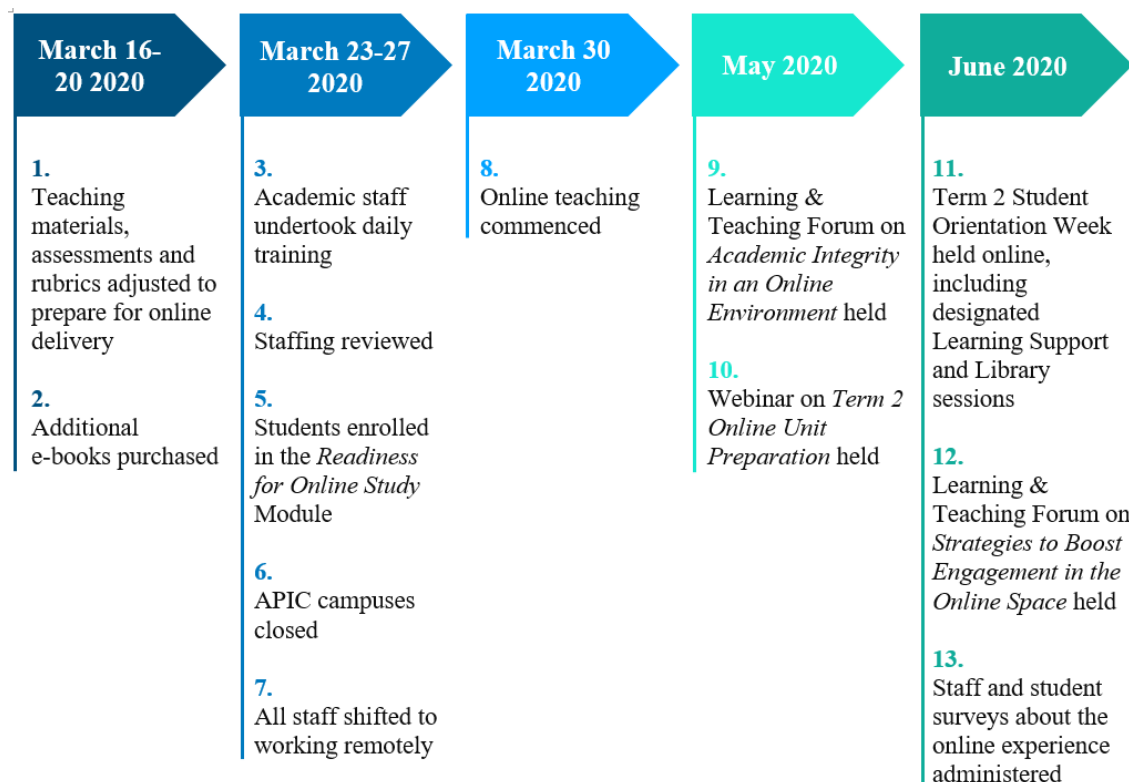 March 16-
20 2020
1.
Teaching
materials,
assessments and
rubrics adjusted to
prepare for online
delivery
2.
Additional
e-books purchased
March 23-27
2020
3.
Academic staff
undertook daily
training
4.
Staffing reviewed
5.
Students enrolled
in the Readiness
for Online Study
Module
6.
APIC campuses
closed
7.
All staff shifted to
working remotely
March 30
2020
8.
Online teaching
commenced
May 2020
9.
Learning &
Teaching Forum on
Academic Integrity
in an Online
Environment held
10.
Webinar on Term 2
Online Unit
Preparation held
June 2020
11.
Term 2 Student
Orientation Week
held online,
including
designated
Learning Support
and Library
sessions
12.
Learning &
Teaching Forum on
Strategies to Boost
Engagement in the
Online Space held
13.
Staff and student
surveys about the
online experience
administered